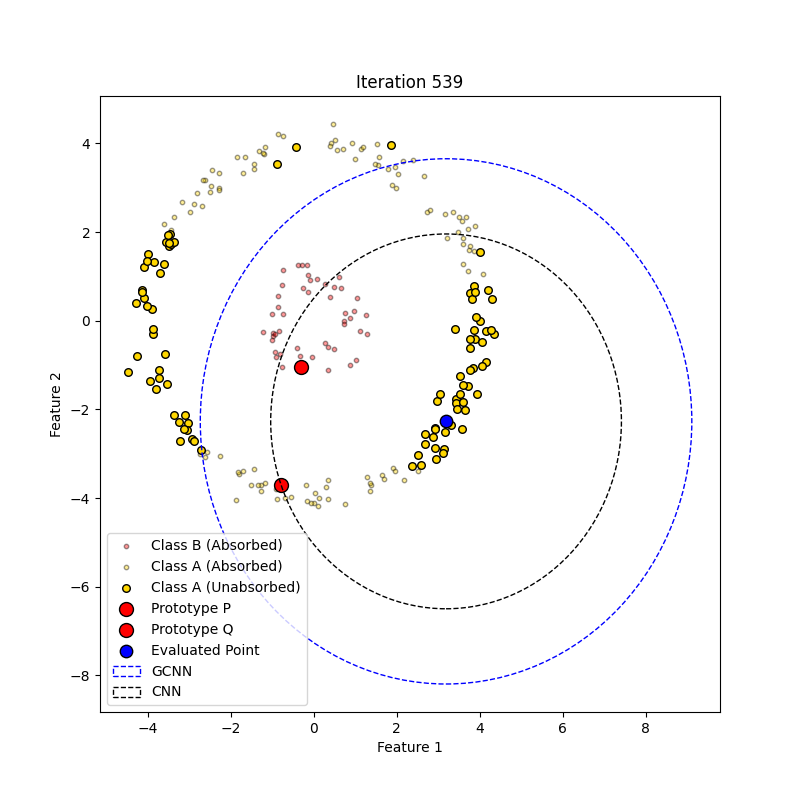 Iteration 539
Feature 2
4
2
0
−2
−4
−6
−8
Class B (Absorbed)
Class A (Absorbed)
Class A (Unabsorbed)
Prototype P
Prototype Q
Evaluated Point
GCNN
CNN
−4 −2 0 2 4 6 8
Feature 1